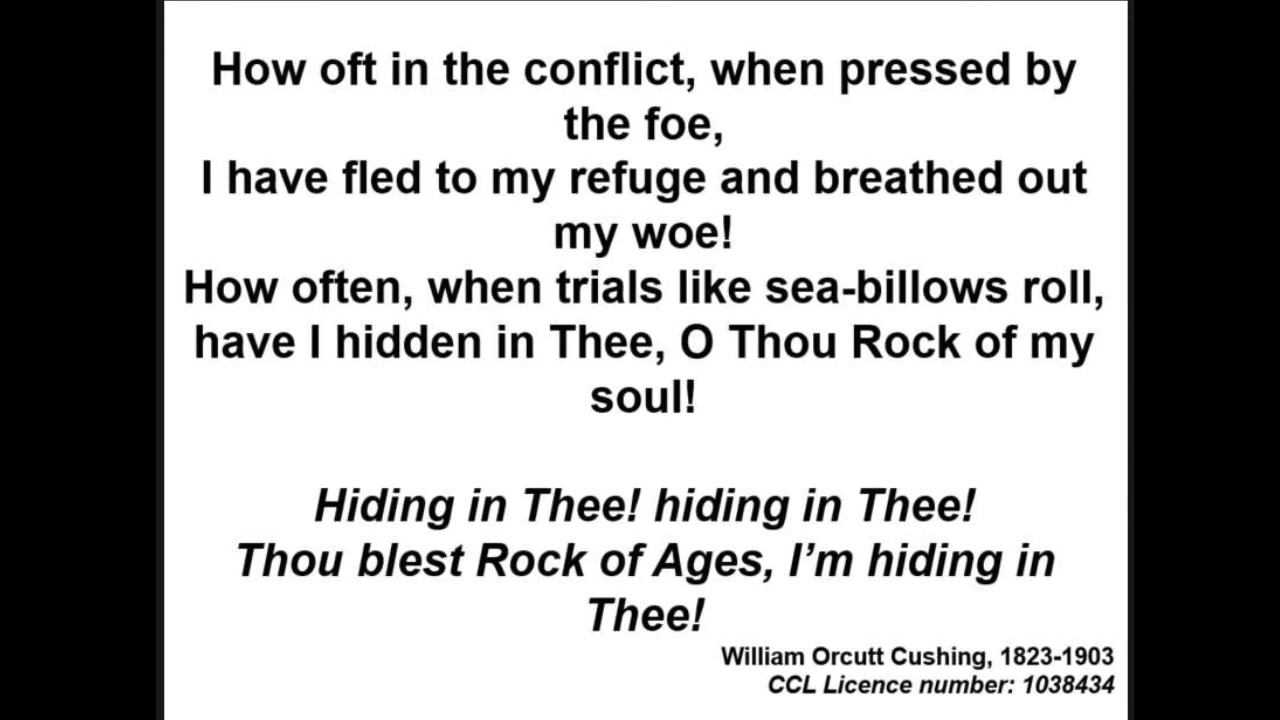 How oft in the conflict, when pressed by
the foe,
I have fled to my refuge and breathed out
my woe!
How often, when trials like sea-billows roll,
have I hidden in Thee, O Thou Rock of my
soul!
Hiding in Thee! hiding in Thee!
Thou blest Rock of Ages, I’m hiding in
Thee!
William Orcutt Cushing, 1823-1903
CCL Licence number: 1038434